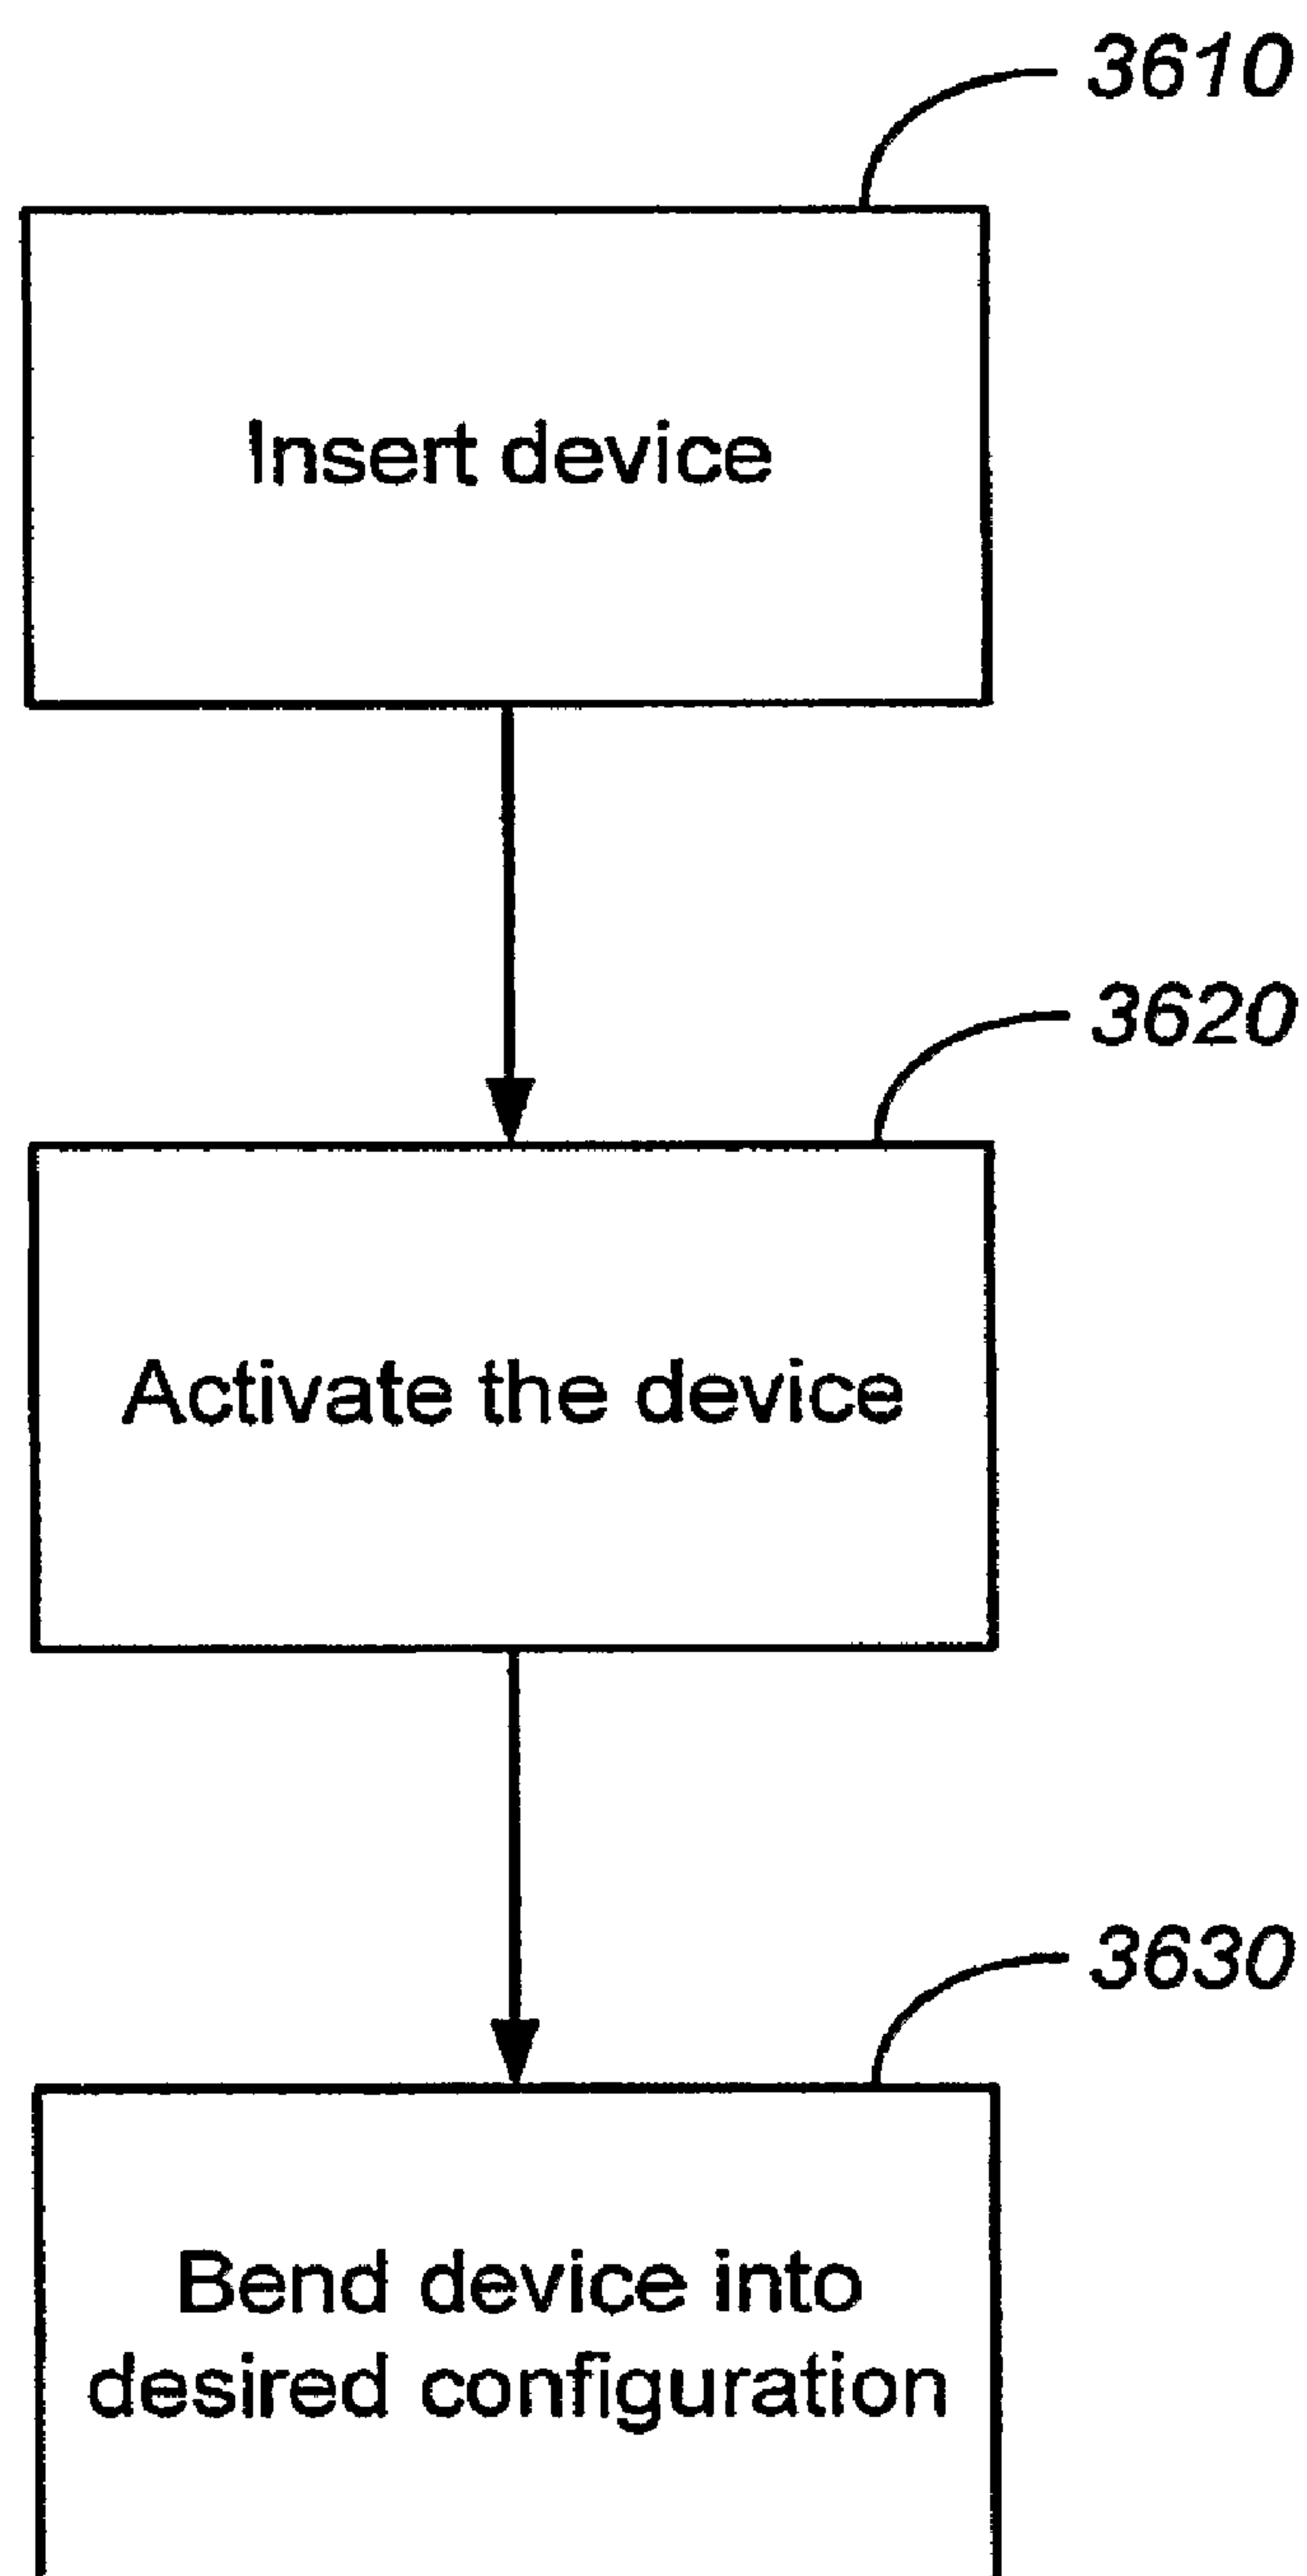 3610
Insert device
3620
Activate the device
3630
Bend device into
desired configuration